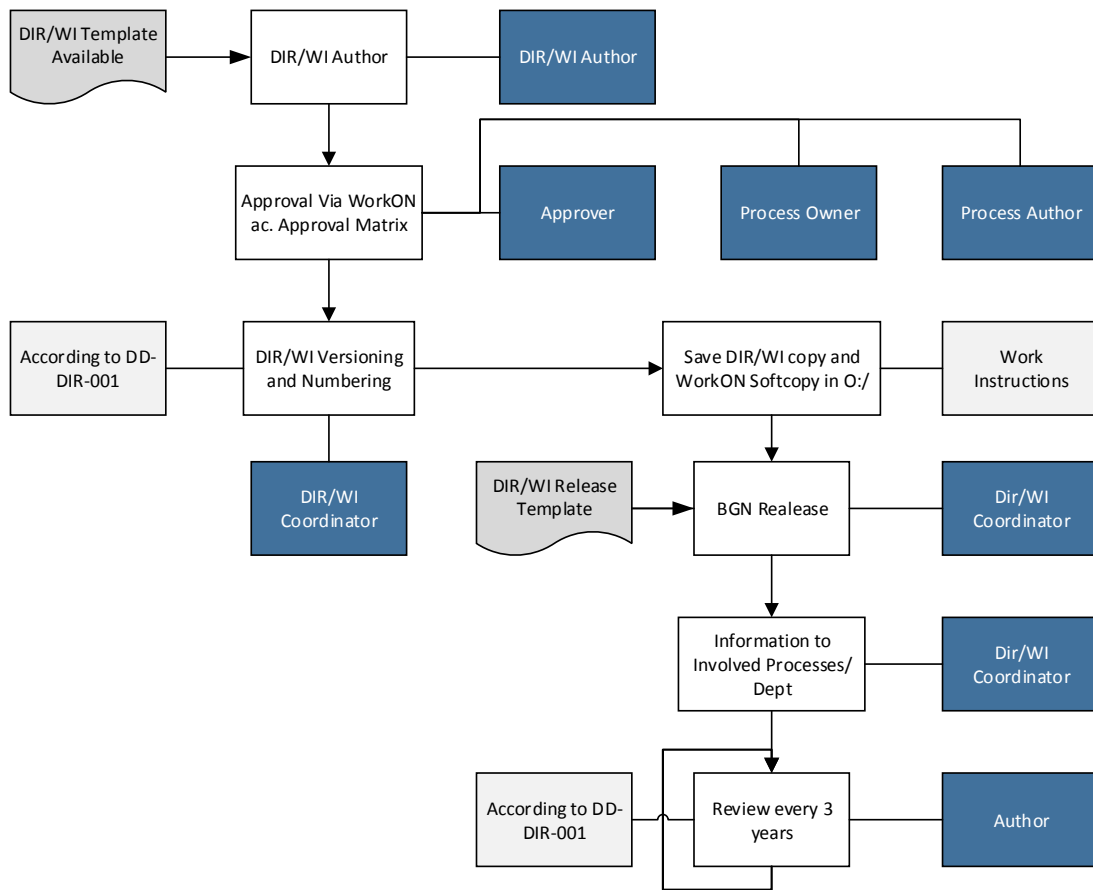 DIR/WI Template
Available
DIR/WI Author
DIR/WI Author
Approval Via WorkON
ac. Approval Matrix
Approver
Process Owner
Process Author
According to DD-
DIR-001
DIR/WI Versioning
and Numbering
Save DIR/WI copy and
WorkON Softcopy in O:/
Work
Instructions
DIR/WI
Coordinator
DIR/WI Release
Template
BGN Realease
Dir/WI
Coordinator
Information to
Involved Processes/
Dept
Dir/WI
Coordinator
According to DD-
DIR-001
Review every 3
years
Author